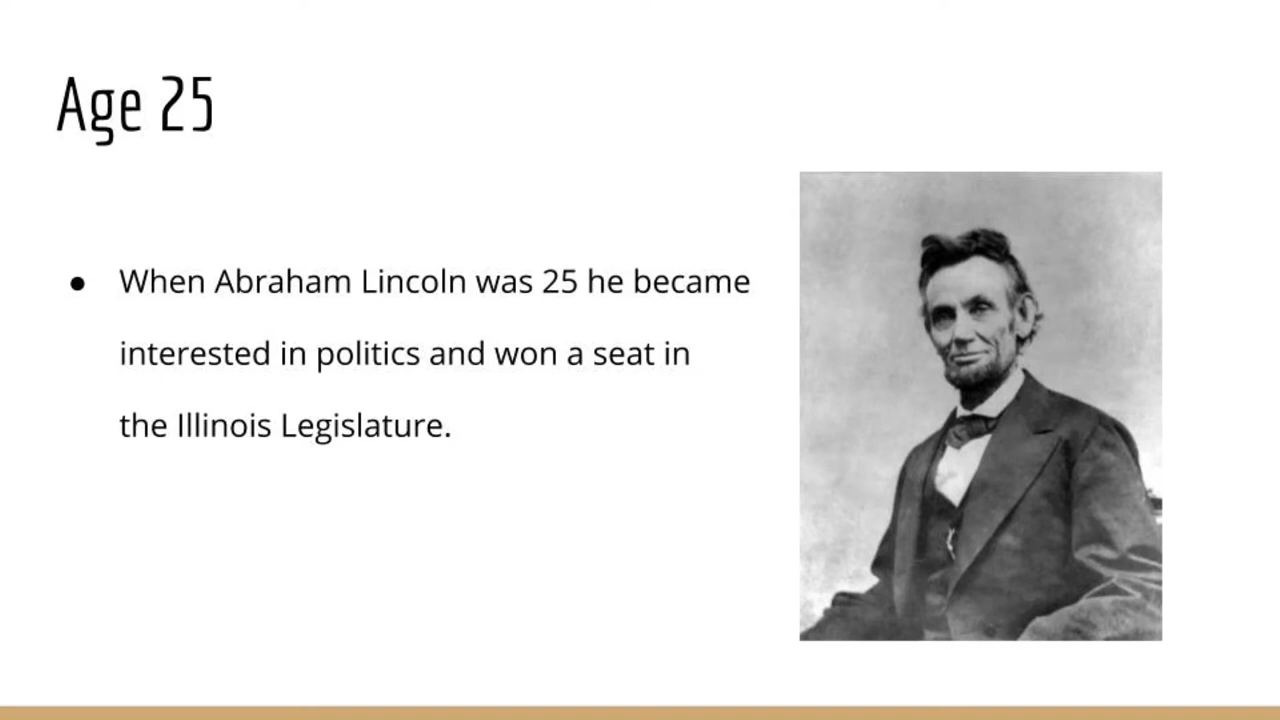 Age 25
● When Abraham Lincoln was 25 he became
interested in politics and won a seat in
the Illinois Legislature.